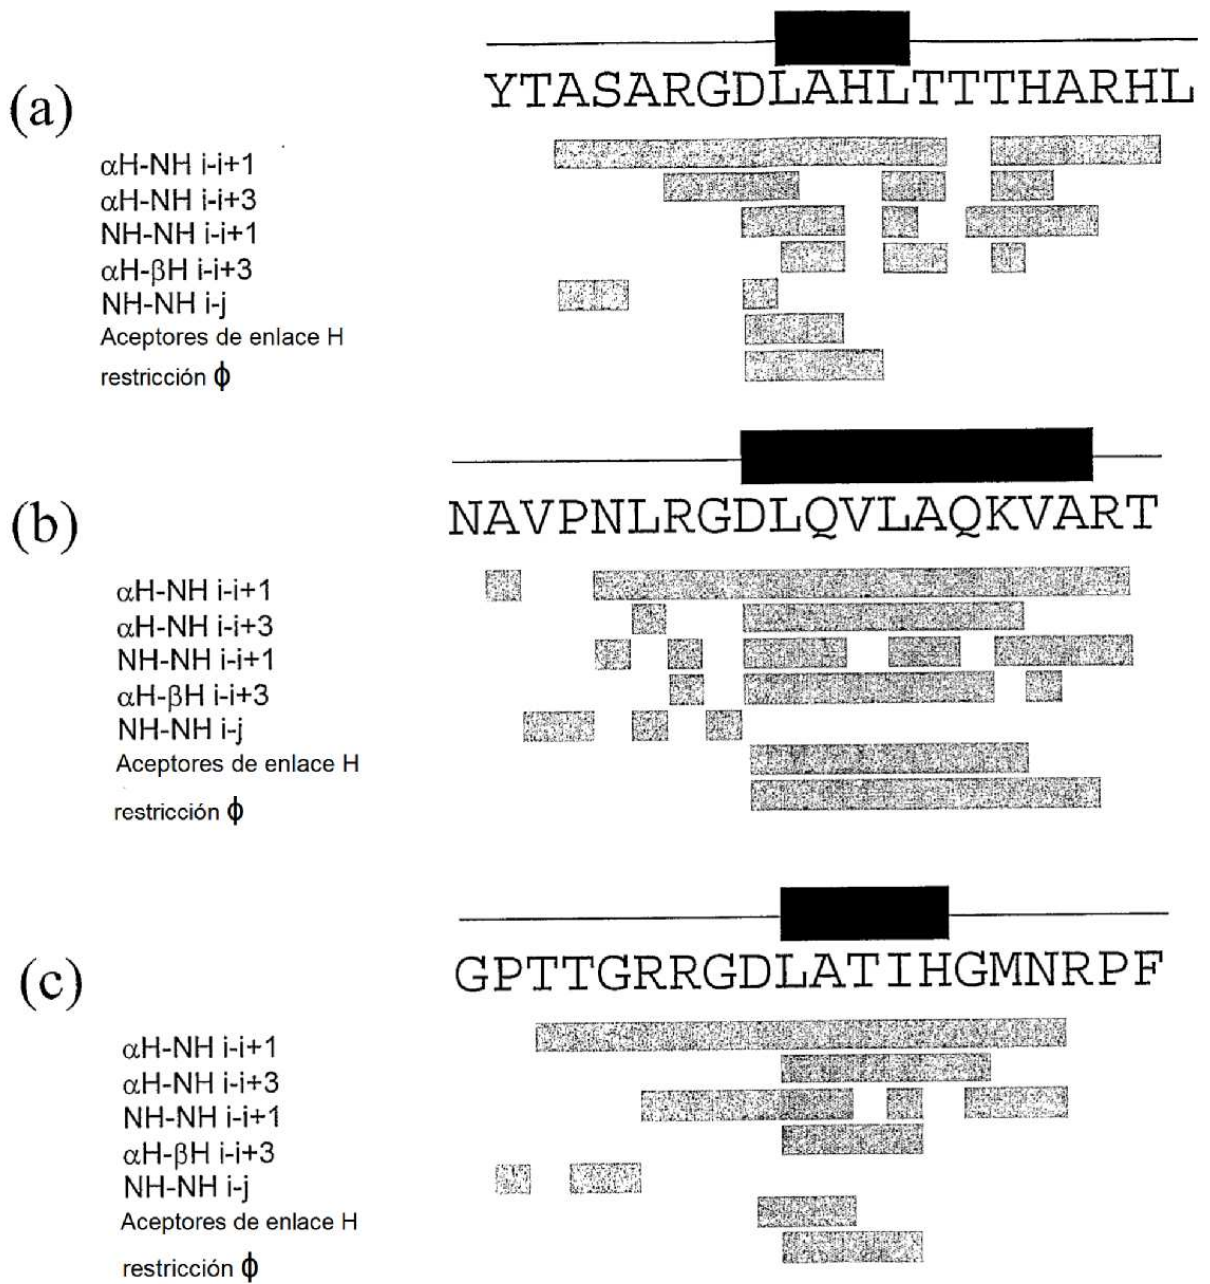 YTASARGDLAHLTTTHARHL
(a)
αH-NH i-i+1
αH-NH i-i+3
NH-NH i-i+1
αH-βH i-i+3
NH-NH i-j
Aceptores de enlace H
restricción ϕ
NAVPNLRGDLQVLAQKVART
(b)
αH-NH i-i+1
αH-NH i-i+3
NH-NH i-i+1
αH-βH i-i+3
NH-NH i-j
Aceptores de enlace H
restricción ϕ
GPTTGRRGDLATIHGMNRPF
(c)
αH-NH i-i+1
αH-NH i-i+3
NH-NH i-i+1
αH-βH i-i+3
NH-NH i-j
Aceptores de enlace H
restricción ϕ